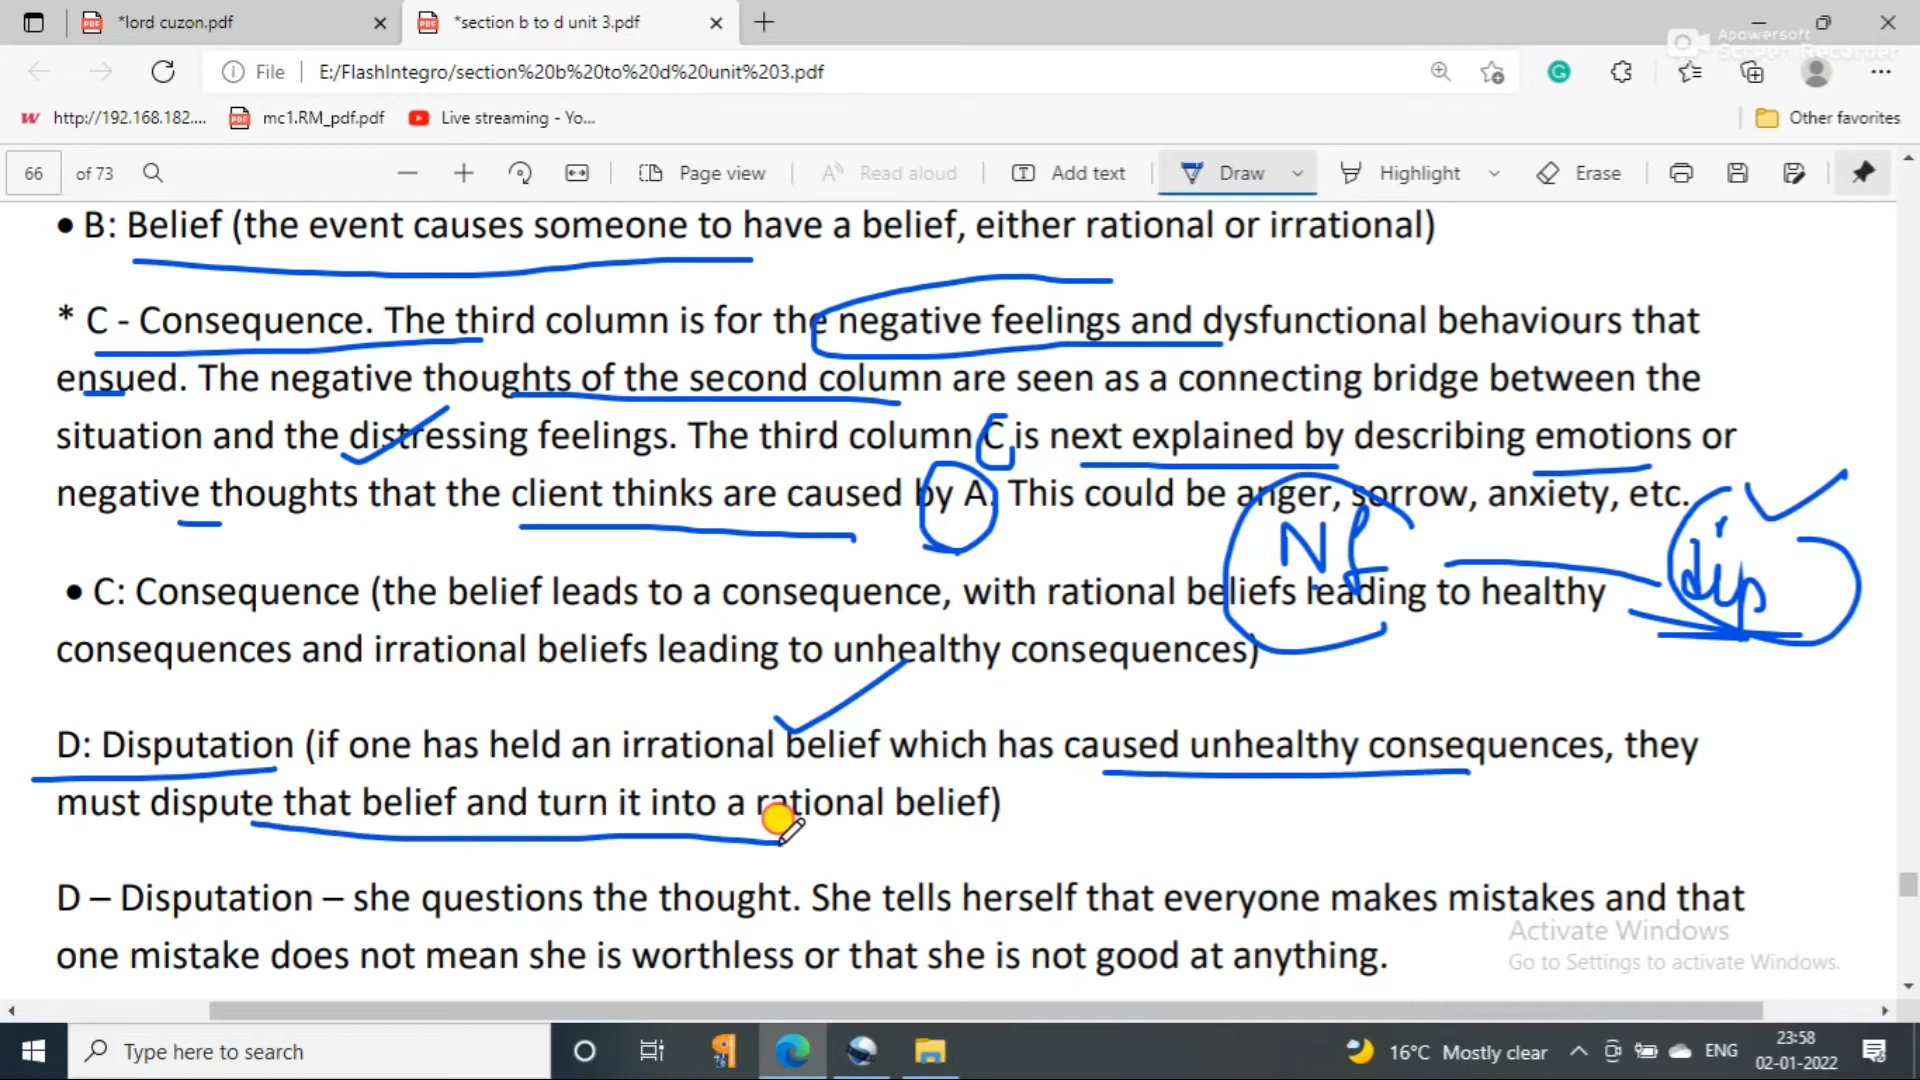 *lord cuzon.pdf
*section b to d unit 3.pdf
Apowersoft
Screen Recorder
File
E:/FlashIntegro/section%20b%20to%20d%20unit%203.pdf
http://192.168.182....
mc1.RM_pdf.pdf
Live streaming - Yo...
Other favorites
66 of 73
Page view
Read aloud
Add text
Draw
Highlight
Erase
• B: Belief (the event causes someone to have a belief, either rational or irrational)
* C - Consequence. The third column is for the negative feelings and dysfunctional behaviours that
ensued. The negative thoughts of the second column are seen as a connecting bridge between the
situation and the distressing feelings. The third column C is next explained by describing emotions or
negative thoughts that the client thinks are caused by A. This could be anger, sorrow, anxiety, etc.
Nf
dip
• C: Consequence (the belief leads to a consequence, with rational beliefs leading to healthy
consequences and irrational beliefs leading to unhealthy consequences)
D: Disputation (if one has held an irrational belief which has caused unhealthy consequences, they
must dispute that belief and turn it into a rational belief)
D – Disputation – she questions the thought. She tells herself that everyone makes mistakes and that
one mistake does not mean she is worthless or that she is not good at anything.
Activate Windows
Go to Settings to activate Windows.
Type here to search
16°C Mostly clear
ENG
23:58
02-01-2022